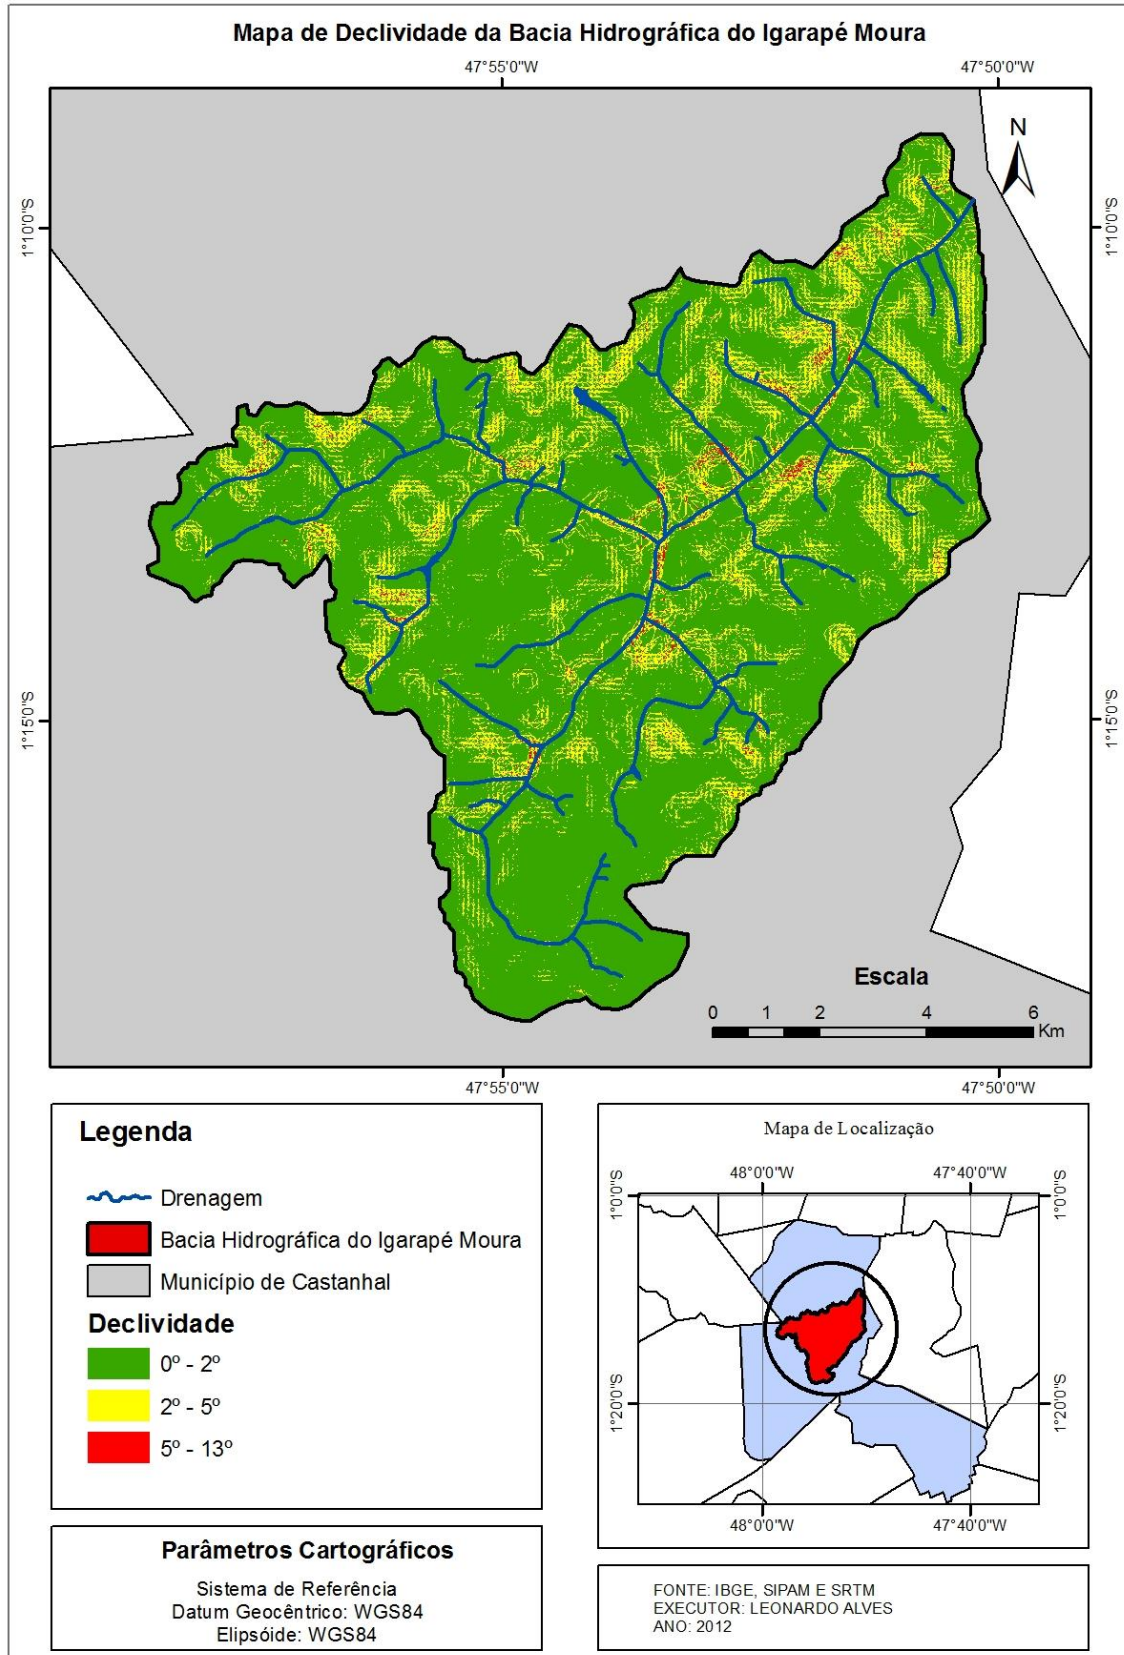 Mapa de Declividade da Bacia Hidrográfica do Igarapé Moura
47°55'0"W
47°50'0"W
N
1°10'0"S
1°10'0"S
1°15'0"S
1°15'0"S
Escala
0 1 2 4 6
Km
47°55'0"W
47°50'0"W
Legenda
Drenagem
Bacia Hidrográfica do Igarapé Moura
Município de Castanhal
Declividade
0º - 2º
2º - 5º
5º - 13º
Parâmetros Cartográficos
Sistema de Referência
Datum Geocêntrico: WGS84
Elipsóide: WGS84
Mapa de Localização
48°0'0"W
47°40'0"W
1°0'0"S
1°0'0"S
1°20'0"S
1°20'0"S
48°0'0"W
47°40'0"W
FONTE: IBGE, SIPAM E SRTM
EXECUTOR: LEONARDO ALVES
ANO: 2012